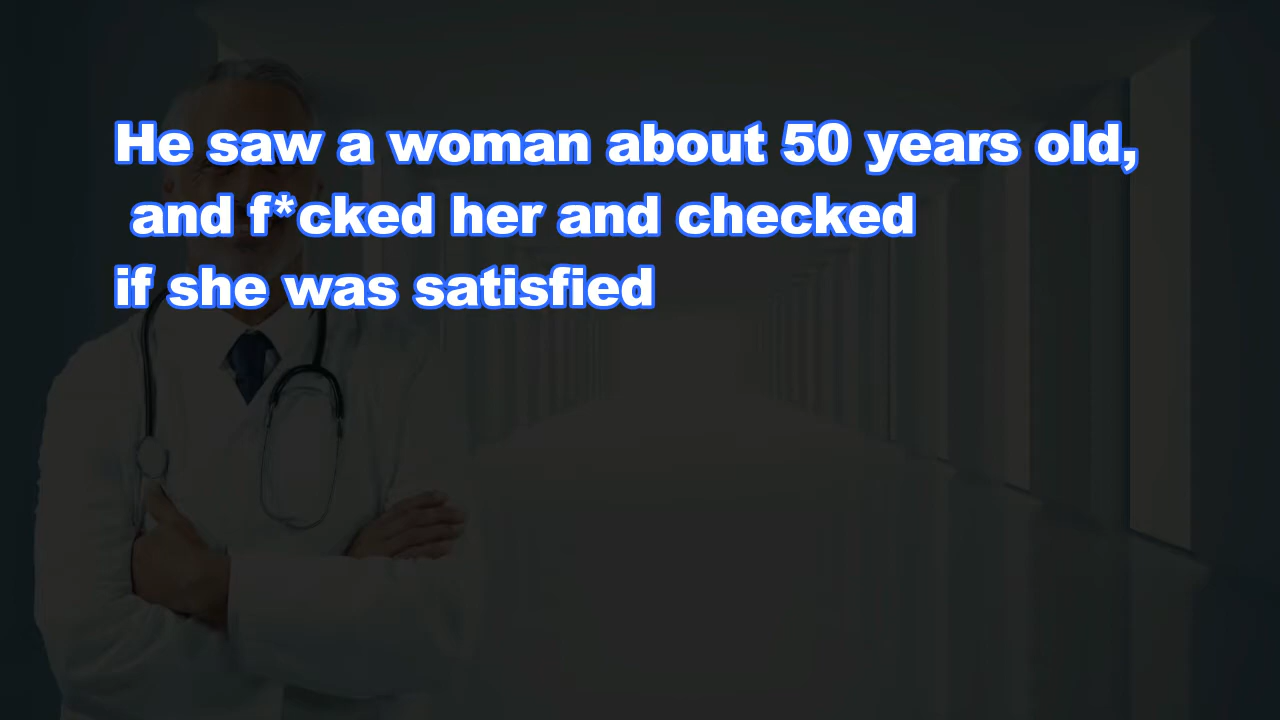 He saw a woman about 50 years old,
and f*cked her and checked
if she was satisfied